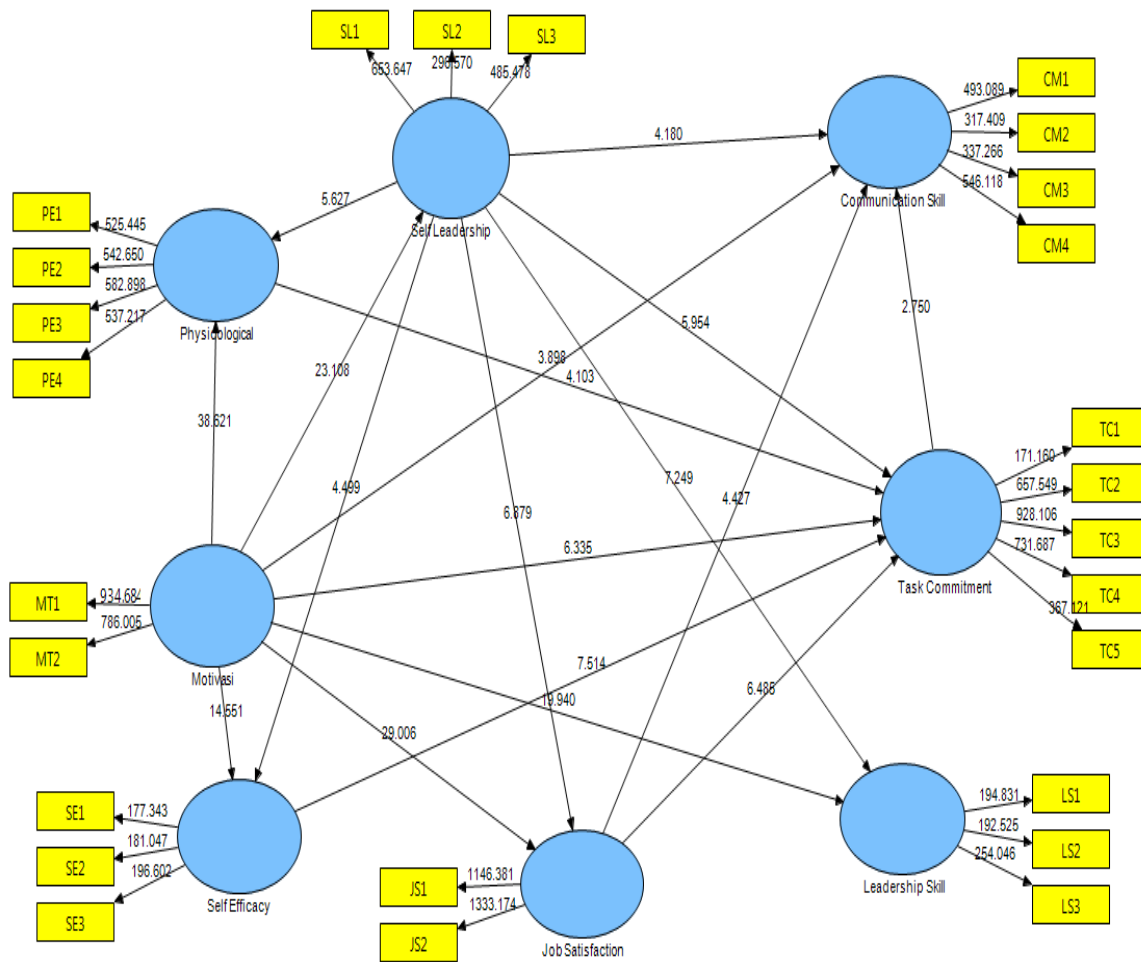 SL1
SL2
SL3
653.647
296.570
485.478
CM1
493.089
CM2
317.409
CM3
337.266
CM4
546.118
Communication Skill
4.180
Self Leadership
5.627
PE1
525.445
PE2
542.650
PE3
582.898
PE4
537.217
Physiological
2.750
5.954
3.898
4.103
23.108
38.621
4.499
7.249
6.879
4.427
TC1
171.160
TC2
657.549
TC3
928.106
TC4
731.687
TC5
367.121
Task Commitment
6.335
MT1
934.684
MT2
786.005
Motivasi
7.514
6.485
19.940
14.551
29.006
SE1
177.343
SE2
181.047
SE3
196.602
Self Efficacy
JS1
1146.381
JS2
1333.174
Job Satisfaction
LS1
194.831
LS2
192.525
LS3
254.046
Leadership Skill